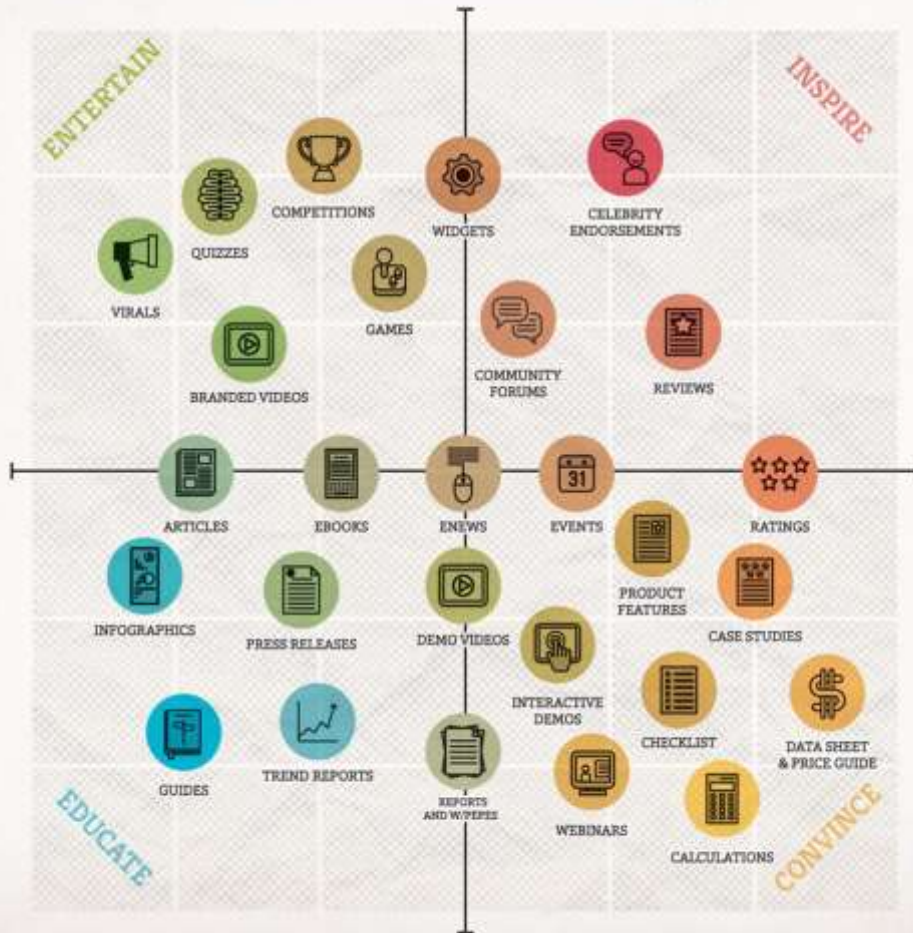 ENTERTAIN
INSPIRE
COMPETITIONS
QUIZZES
WIDGETS
CELEBRITY
ENDORSEMENTS
VIRALS
GAMES
BRANDED VIDEOS
COMMUNITY
FORUMS
REVIEWS
ARTICLES
EBOOKS
ENEWS
31
EVENTS
RATINGS
INFOGRAPHICS
PRESS RELEASES
DEMO VIDEOS
PRODUCT
FEATURES
CASE STUDIES
INTERACTIVE
DEMOS
CHECKLIST
DATA SHEET
& PRICE GUIDE
GUIDES
TREND REPORTS
REPORTS
AND W/PEPES
WEBINARS
CALCULATIONS
EDUCATE
CONVINCE